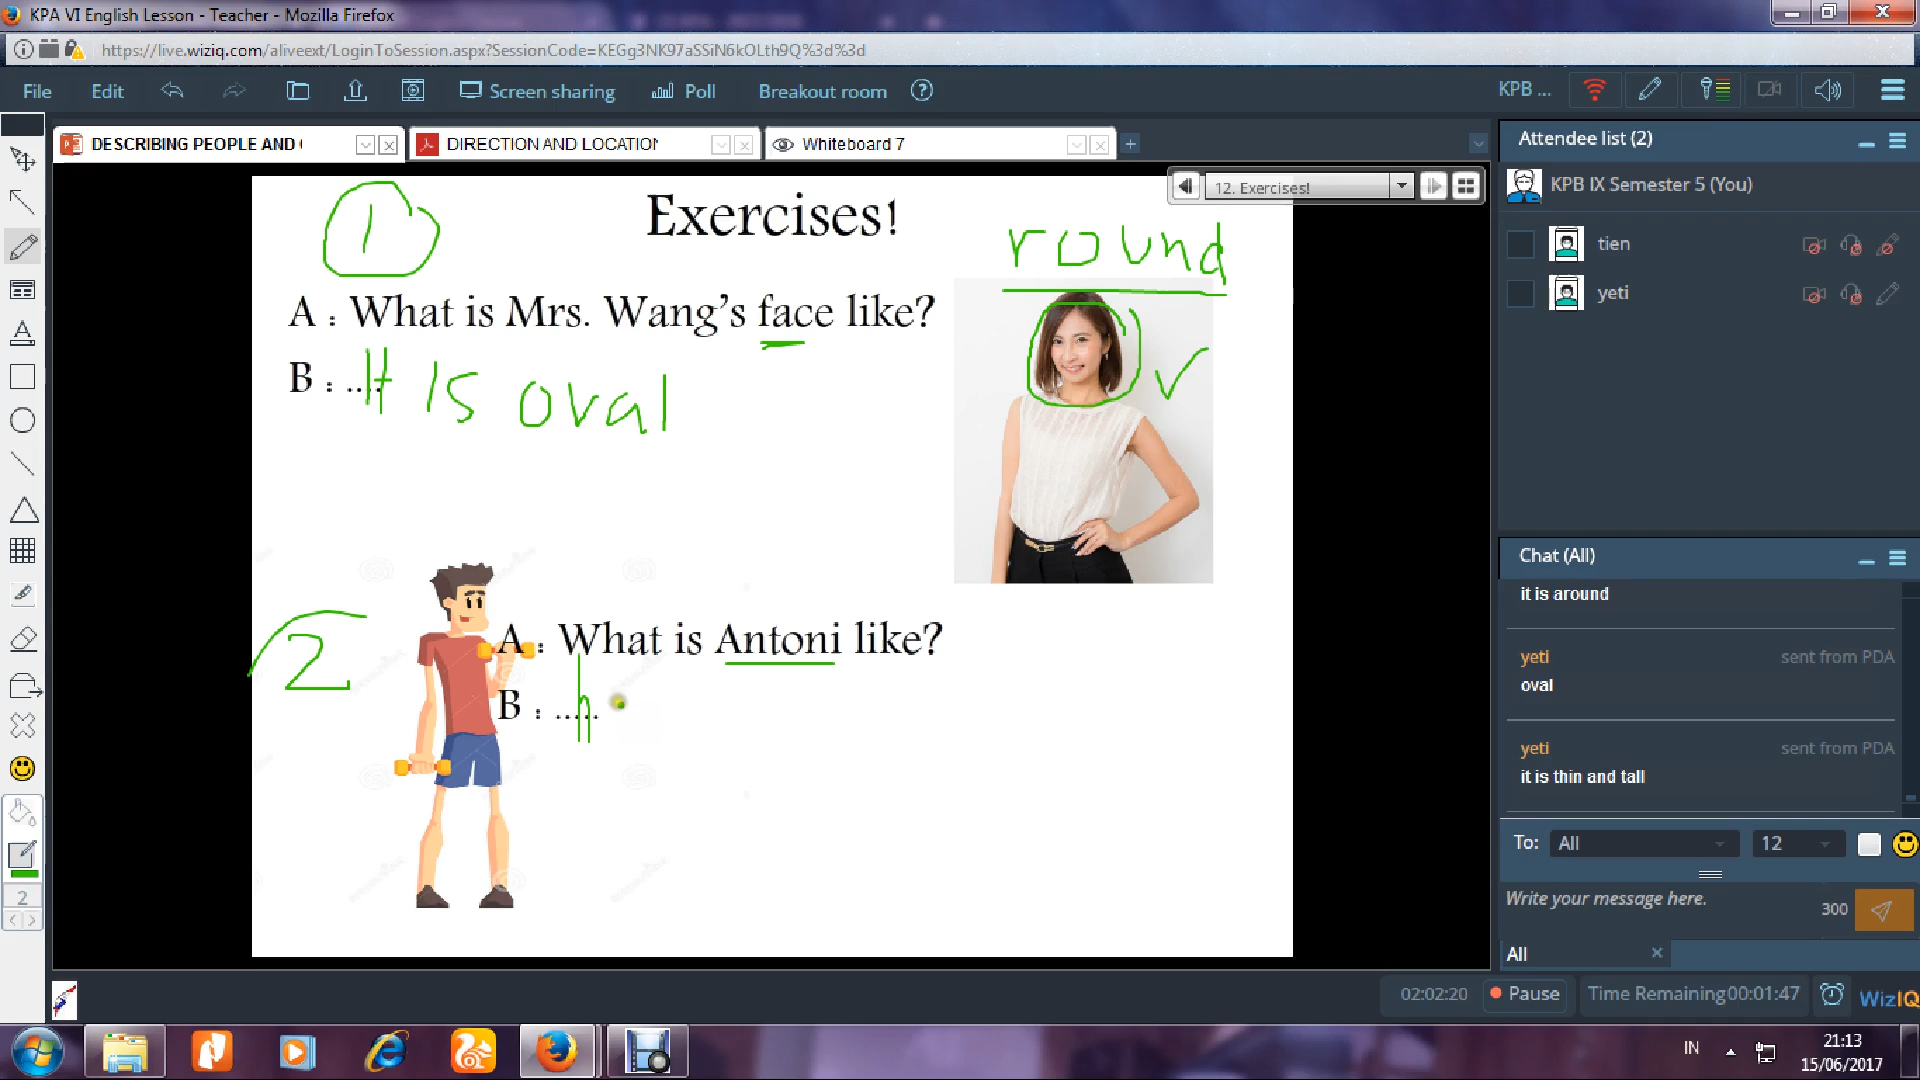 KPA VI English Lesson - Teacher - Mozilla Firefox
https://live.wiziq.com/aliveext/LoginToSession.aspx?SessionCode=KEGg3NK97aSSiN6kOLth9Q%3d%3d
File Edit Screen sharing Poll Breakout room ? KPB ...
DESCRIBING PEOPLE AND DIRECTION AND LOCATION Whiteboard 7 +
12. Exercises!
1
Exercises!
round
A : What is Mrs. Wang's face like?
B : .... It is oval
2
A : What is Antoni like?
B : ..... h
Attendee list (2)
KPB IX Semester 5 (You)
tien
yeti
Chat (All)
it is around
yeti sent from PDA
oval
yeti sent from PDA
it is thin and tall
To: All 12
Write your message here. 300
All
2
02:02:20 Pause Time Remaining00:01:47 WizIQ
IN
21:13
15/06/2017